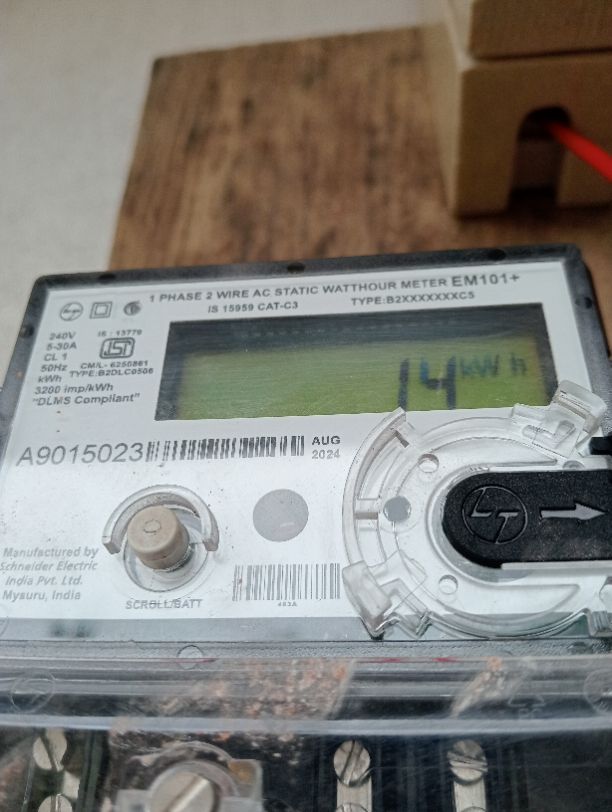 1 PHASE 2 WIRE AC STATIC WATTHOUR METER EM101+
IS 15959 CAT-C3 TYPE:B2XXXXXXXC5
240V
5-30A
CL 1
50Hz
kWh
3200 imp/kWh
"DLMS Compliant"
IS : 13779
ISI
CM/L- 6250861
TYPE:B2DLC0506
14 kWh
A9015023
AUG
2024
LT
Manufactured by
Schneider Electric
India Pvt. Ltd.
Mysuru, India
SCROLL/BATT